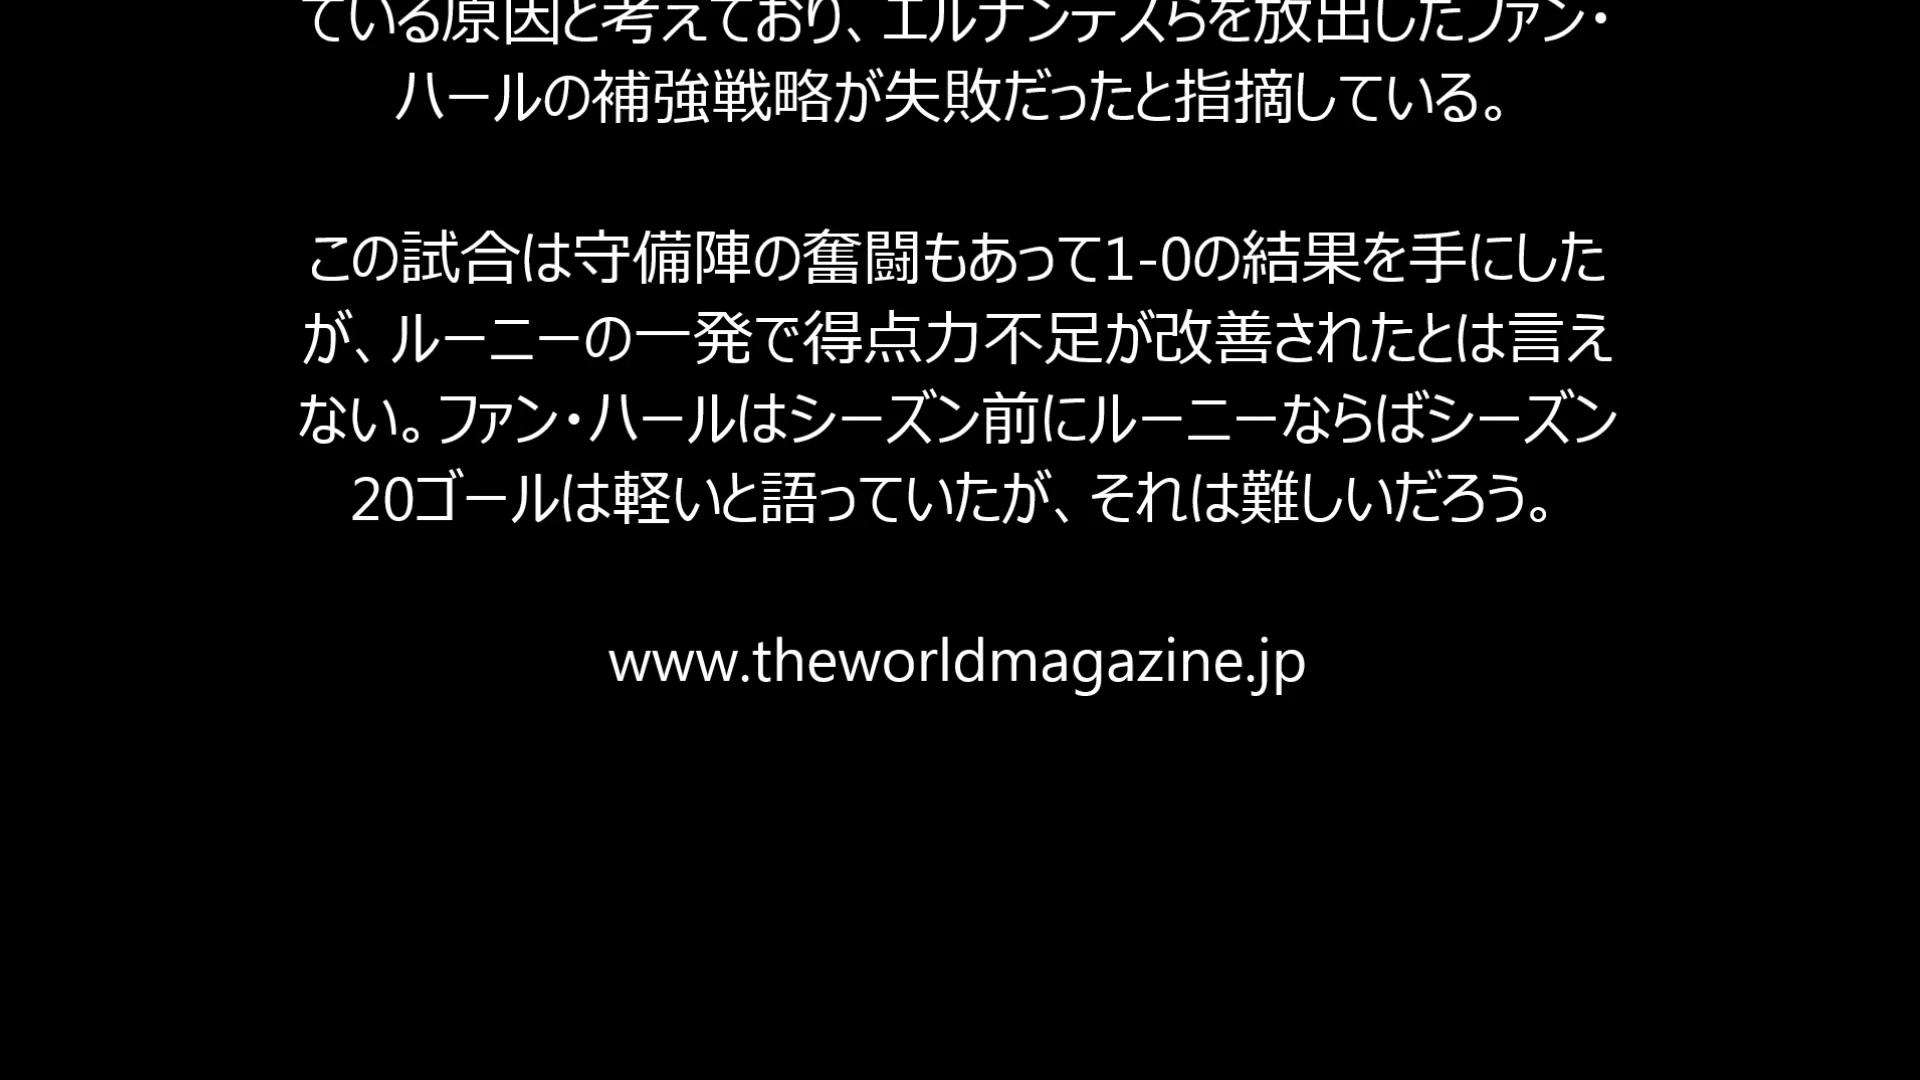 ている原因と考えており、エルナンデスらを放出したファン・
ハールの補強戦略が失敗だったと指摘している。
この試合は守備陣の奮闘もあって1-0の結果を手にした
が、ルーニーの一発で得点力不足が改善されたとは言え
ない。ファン・ハールはシーズン前にルーニーならばシーズン
20ゴールは軽いと語っていたが、それは難しいだろう。
www.theworldmagazine.jp